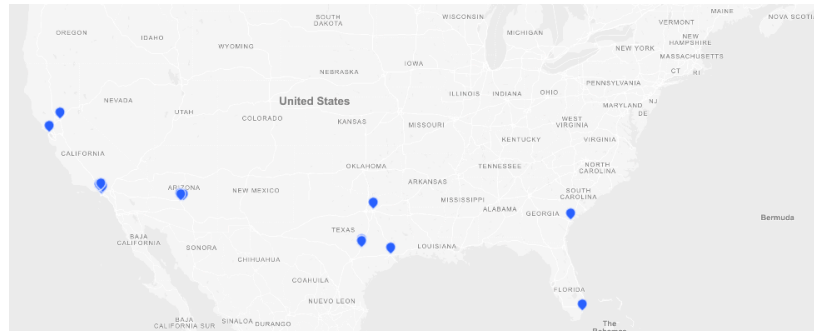 MAINE
SOUTH
DAKOTA
WISCONSIN
VERMONT
NOVA SCOTI
OREGON
IDAHO
MICHIGAN
NEW
HAMPSHIRE
WYOMING
NEW YORK
MASSACHUSETTS
IOWA
NEBRASKA
CT RI
PENNSYLVANIA
NEVADA
United States
ILLINOIS INDIANA OHIO
MARYLAND NJ
UTAH
DE
COLORADO
KANSAS
MISSOURI
WEST
VIRGINIA
KENTUCKY
VIRGINIA
CALIFORNIA
OKLAHOMA
TENNESSEE
NORTH
CAROLINA
ARKANSAS
ARIZONA
NEW MEXICO
MISSISSIPPI
SOUTH
CAROLINA
ALABAMA
GEORGIA
Bermuda
TEXAS
BAJA
CALIFORNIA
SONORA
LOUISIANA
CHIHUAHUA
COAHUILA
FLORIDA
NUEVO LEON
BAJA
CALIFORNIA SUR
SINALOA
DURANGO
The
Bahamas